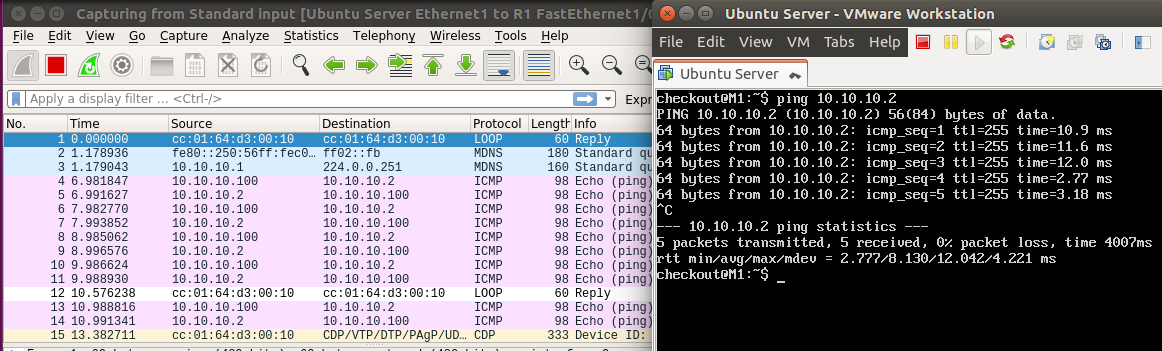 Capturing from Standard input [Ubuntu Server Ethernet1 to R1 FastEthernet1/
File Edit View Go Capture Analyze Statistics Telephony Wireless Tools Help
Apply a display filter ... <Ctrl-/> Expr
No. Time Source Destination Protocol Length Info
1 0.000000 cc:01:64:d3:00:10 cc:01:64:d3:00:10 LOOP 60 Reply
2 1.178936 fe80::250:56ff:fec0… ff02::fb MDNS 180 Standard qu
3 1.179043 10.10.10.1 224.0.0.251 MDNS 160 Standard qu
4 6.981847 10.10.10.100 10.10.10.2 ICMP 98 Echo (ping)
5 6.991627 10.10.10.2 10.10.10.100 ICMP 98 Echo (ping)
6 7.982770 10.10.10.100 10.10.10.2 ICMP 98 Echo (ping)
7 7.993852 10.10.10.2 10.10.10.100 ICMP 98 Echo (ping)
8 8.985062 10.10.10.100 10.10.10.2 ICMP 98 Echo (ping)
9 8.996576 10.10.10.2 10.10.10.100 ICMP 98 Echo (ping)
10 9.986624 10.10.10.100 10.10.10.2 ICMP 98 Echo (ping)
11 9.988930 10.10.10.2 10.10.10.100 ICMP 98 Echo (ping)
12 10.576238 cc:01:64:d3:00:10 cc:01:64:d3:00:10 LOOP 60 Reply
13 10.988816 10.10.10.100 10.10.10.2 ICMP 98 Echo (ping)
14 10.991341 10.10.10.2 10.10.10.100 ICMP 98 Echo (ping)
15 13.382711 cc:01:64:d3:00:10 CDP/VTP/DTP/PAgP/UD… CDP 333 Device ID:
Ubuntu Server - VMware Workstation
File Edit View VM Tabs Help
Ubuntu Server
checkout@M1:~$ ping 10.10.10.2
PING 10.10.10.2 (10.10.10.2) 56(84) bytes of data.
64 bytes from 10.10.10.2: icmp_seq=1 ttl=255 time=10.9 ms
64 bytes from 10.10.10.2: icmp_seq=2 ttl=255 time=11.6 ms
64 bytes from 10.10.10.2: icmp_seq=3 ttl=255 time=12.0 ms
64 bytes from 10.10.10.2: icmp_seq=4 ttl=255 time=2.77 ms
64 bytes from 10.10.10.2: icmp_seq=5 ttl=255 time=3.18 ms
^C
--- 10.10.10.2 ping statistics ---
5 packets transmitted, 5 received, 0% packet loss, time 4007ms
rtt min/avg/max/mdev = 2.777/8.130/12.042/4.221 ms
checkout@M1:~$ _